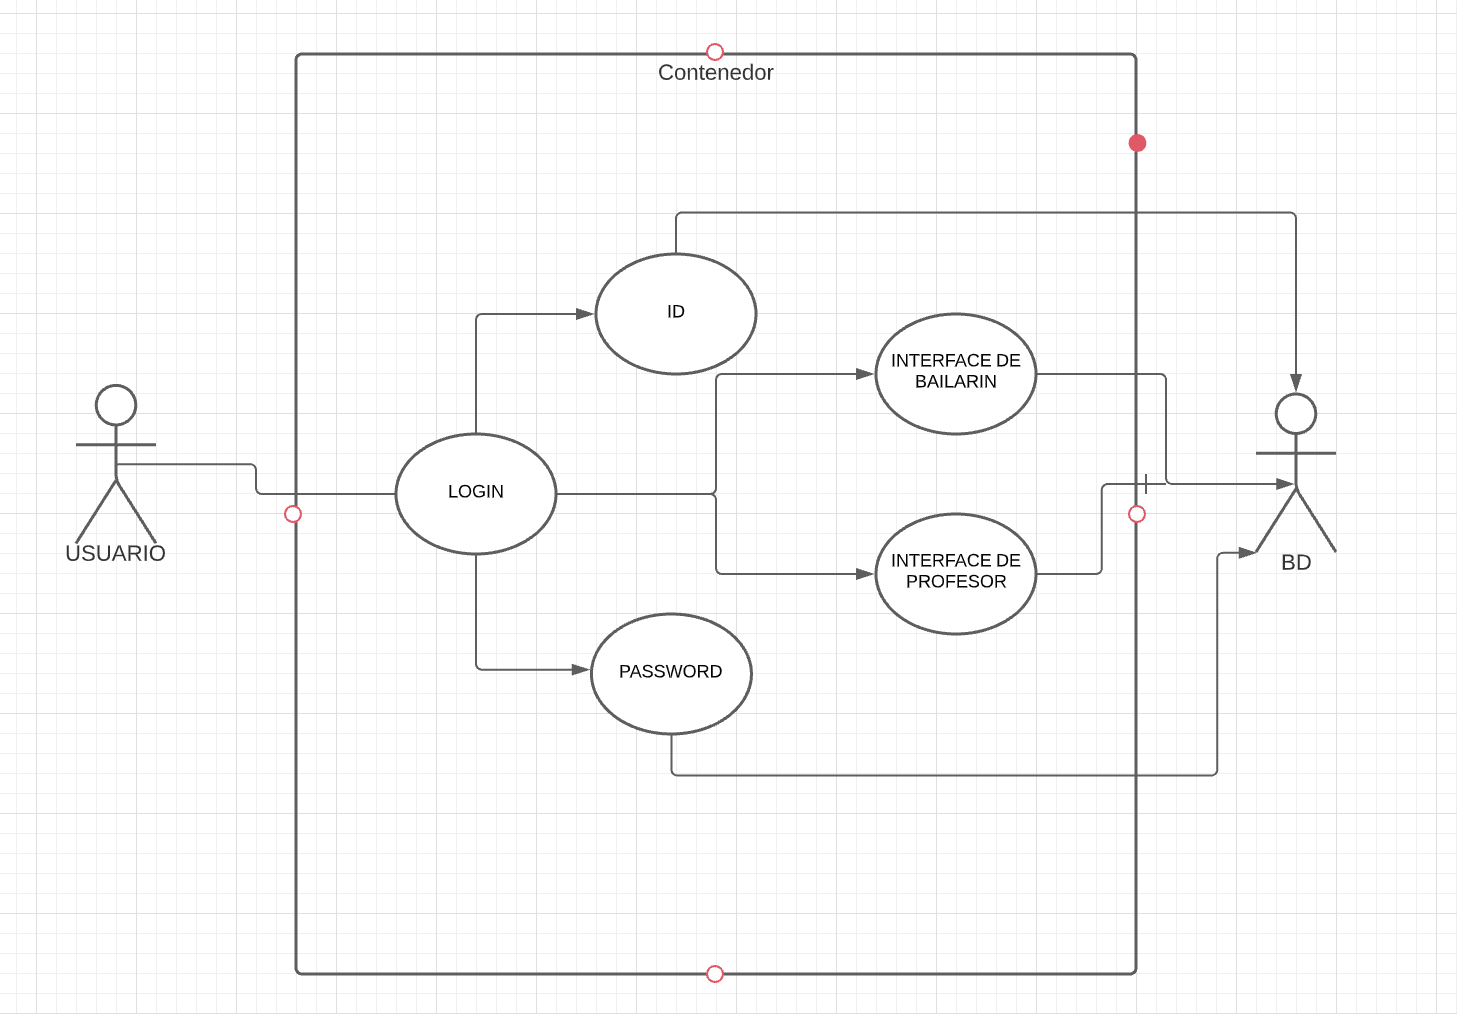 Contenedor
ID
INTERFACE DE
BAILARIN
LOGIN
USUARIO
INTERFACE DE
PROFESOR
BD
PASSWORD